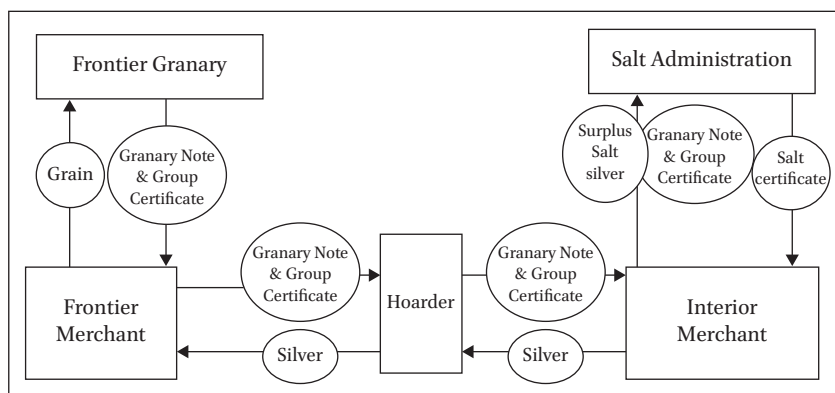 Frontier Granary
Salt Administration
Grain
Granary Note
& Group
Certificate
Surplus
Salt
silver
Granary Note
& Group
Certificate
Salt
certificate
Frontier
Merchant
Granary Note
& Group
Certificate
Silver
Hoarder
Granary Note
& Group
Certificate
Silver
Interior
Merchant